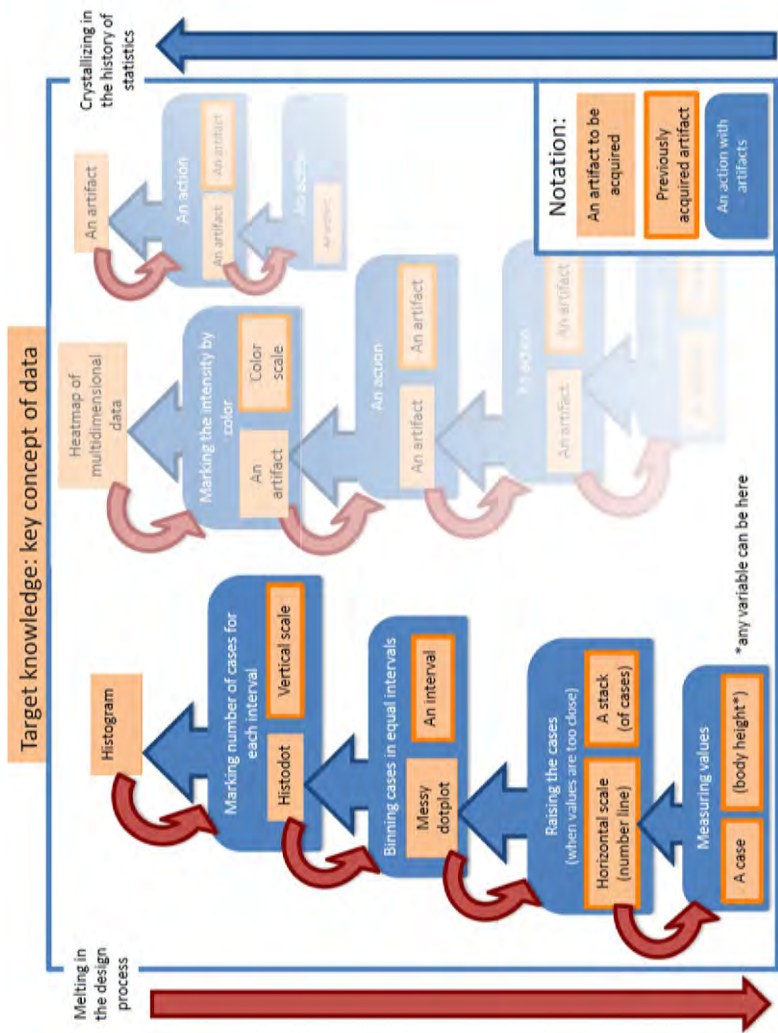 Target knowledge: key concept of data
Melting in
the design
process
Crystallizing in
the history of
statistics
Histogram
Marking number of cases for
each interval
Histodot
Vertical scale
Binning cases in equal intervals
Messy
dotplot
An interval
Raising the cases
(when values are too close)
Horizontal scale
(number line)
A stack
(of cases)
Measuring values
A case
(body height*)
*any variable can be here
Heatmap of
multidimensional
data
Marking the intensity by
color
An
artifact
Color
scale
An action
An artifact
An artifact
An action
An artifact
An artifact
An artifact
An action
An artifact
An artifact
An action
Notation:
An artifact to be
acquired
Previously
acquired artifact
An action with
artifacts